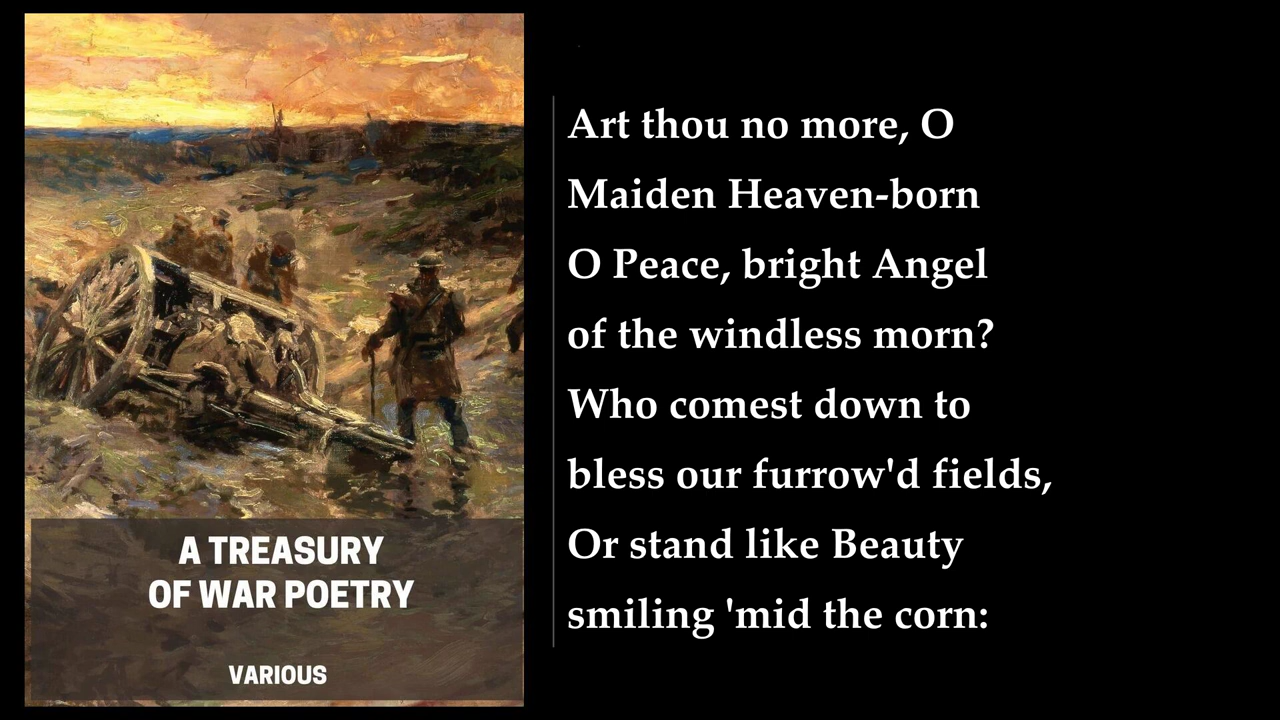 A TREASURY
OF WAR POETRY
VARIOUS
Art thou no more, O
Maiden Heaven-born
O Peace, bright Angel
of the windless morn?
Who comest down to
bless our furrow'd fields,
Or stand like Beauty
smiling 'mid the corn: